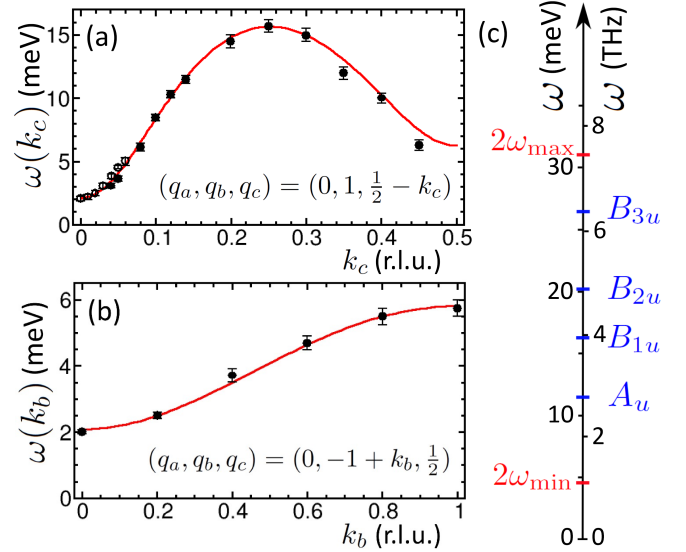 (a)
ω(k_c) (meV)
15
10
5
0
(q_a, q_b, q_c) = (0, 1, 1/2 − k_c)
0 0.1 0.2 0.3 0.4 0.5
k_c (r.l.u.)
(b)
ω(k_b) (meV)
6
4
2
0
(q_a, q_b, q_c) = (0, −1 + k_b, 1/2)
0 0.2 0.4 0.6 0.8 1
k_b (r.l.u.)
(c)
ω (meV)
ω (THz)
8
2ω_max
30
B_3u
6
20
B_2u
4
B_1u
A_u
10
2
2ω_min
0 0